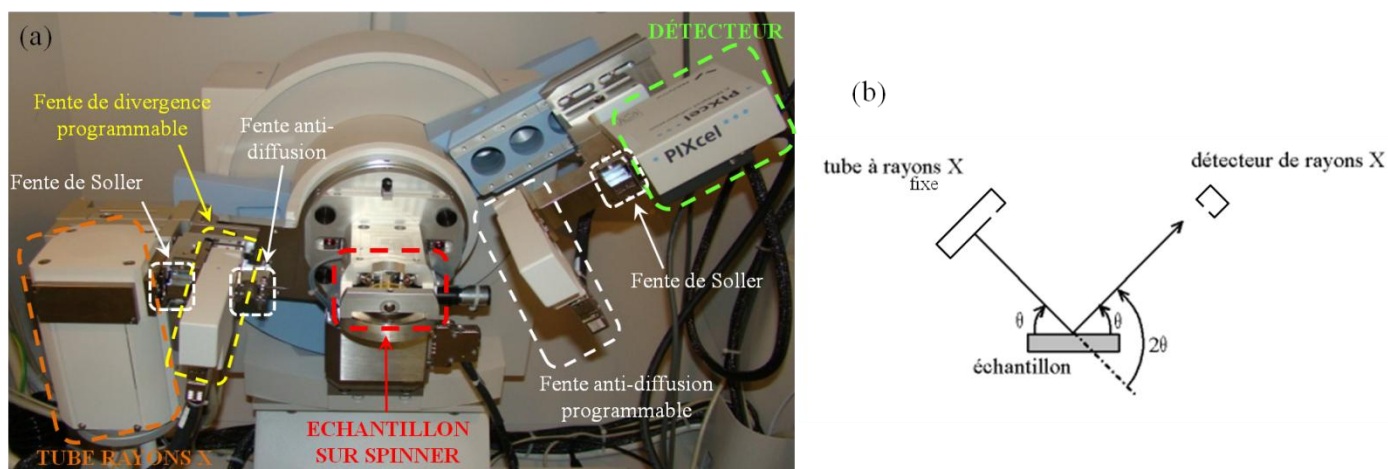 (a)
DÉTECTEUR
Fente de divergence
programmable
Fente anti-
diffusion
Fente de Soller
PIXcel
PIXcel
Fente de Soller
Fente anti-diffusion
programmable
ECHANTILLON
SUR SPINNER
TUBE RAYONS X
(b)
tube à rayons X
fixe
détecteur de rayons X
θ
θ
2θ
échantillon